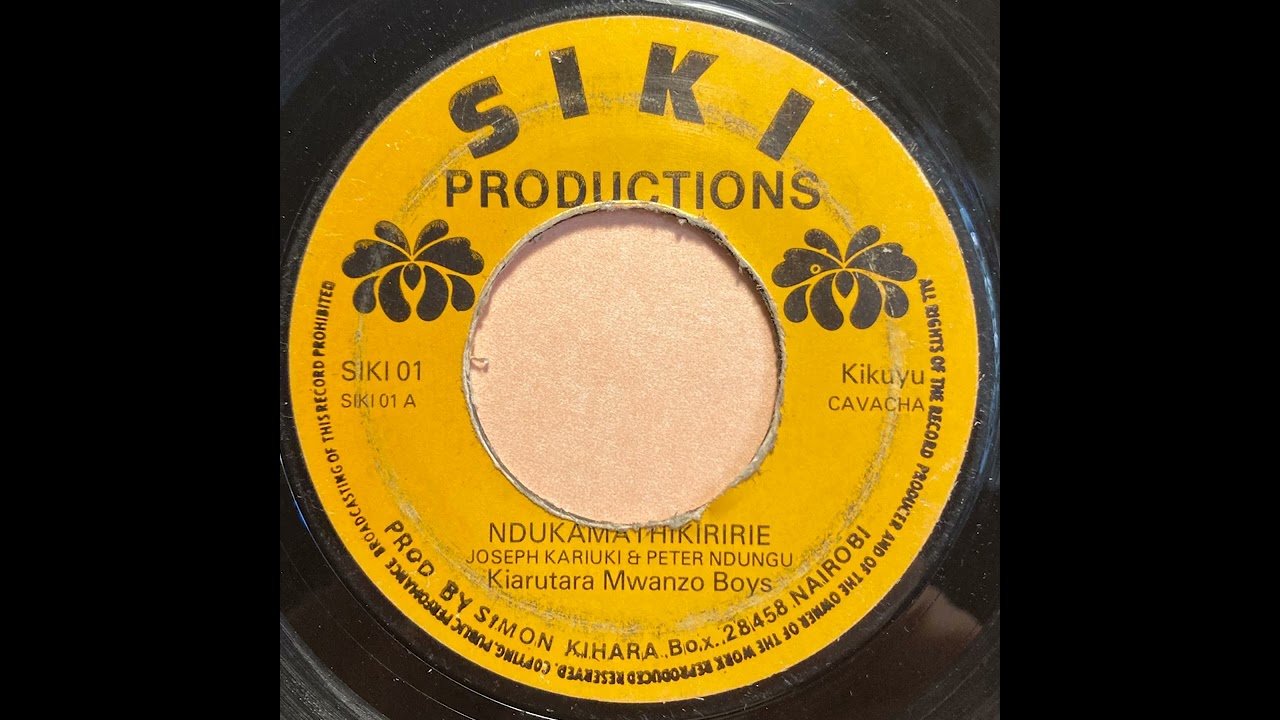 SIKI
PRODUCTIONS
SIKI 01
SIKI 01 A
Kikuyu
CAVACHA
NDUKAMATHIKIRIRIE
JOSEPH KARIUKI & PETER NDUNGU
Kiarutara Mwanzo Boys
PROD BY SIMON KIHARA. Box. 28458 NAIROBI
ALL RIGHTS OF THE RECORD PRODUCER AND OF THE OWNER OF THE WORK REPRODUCED RESERVED. COPYING, PUBLIC PERFOMANCE BROADCASTING OF THIS RECORD PROHIBITED